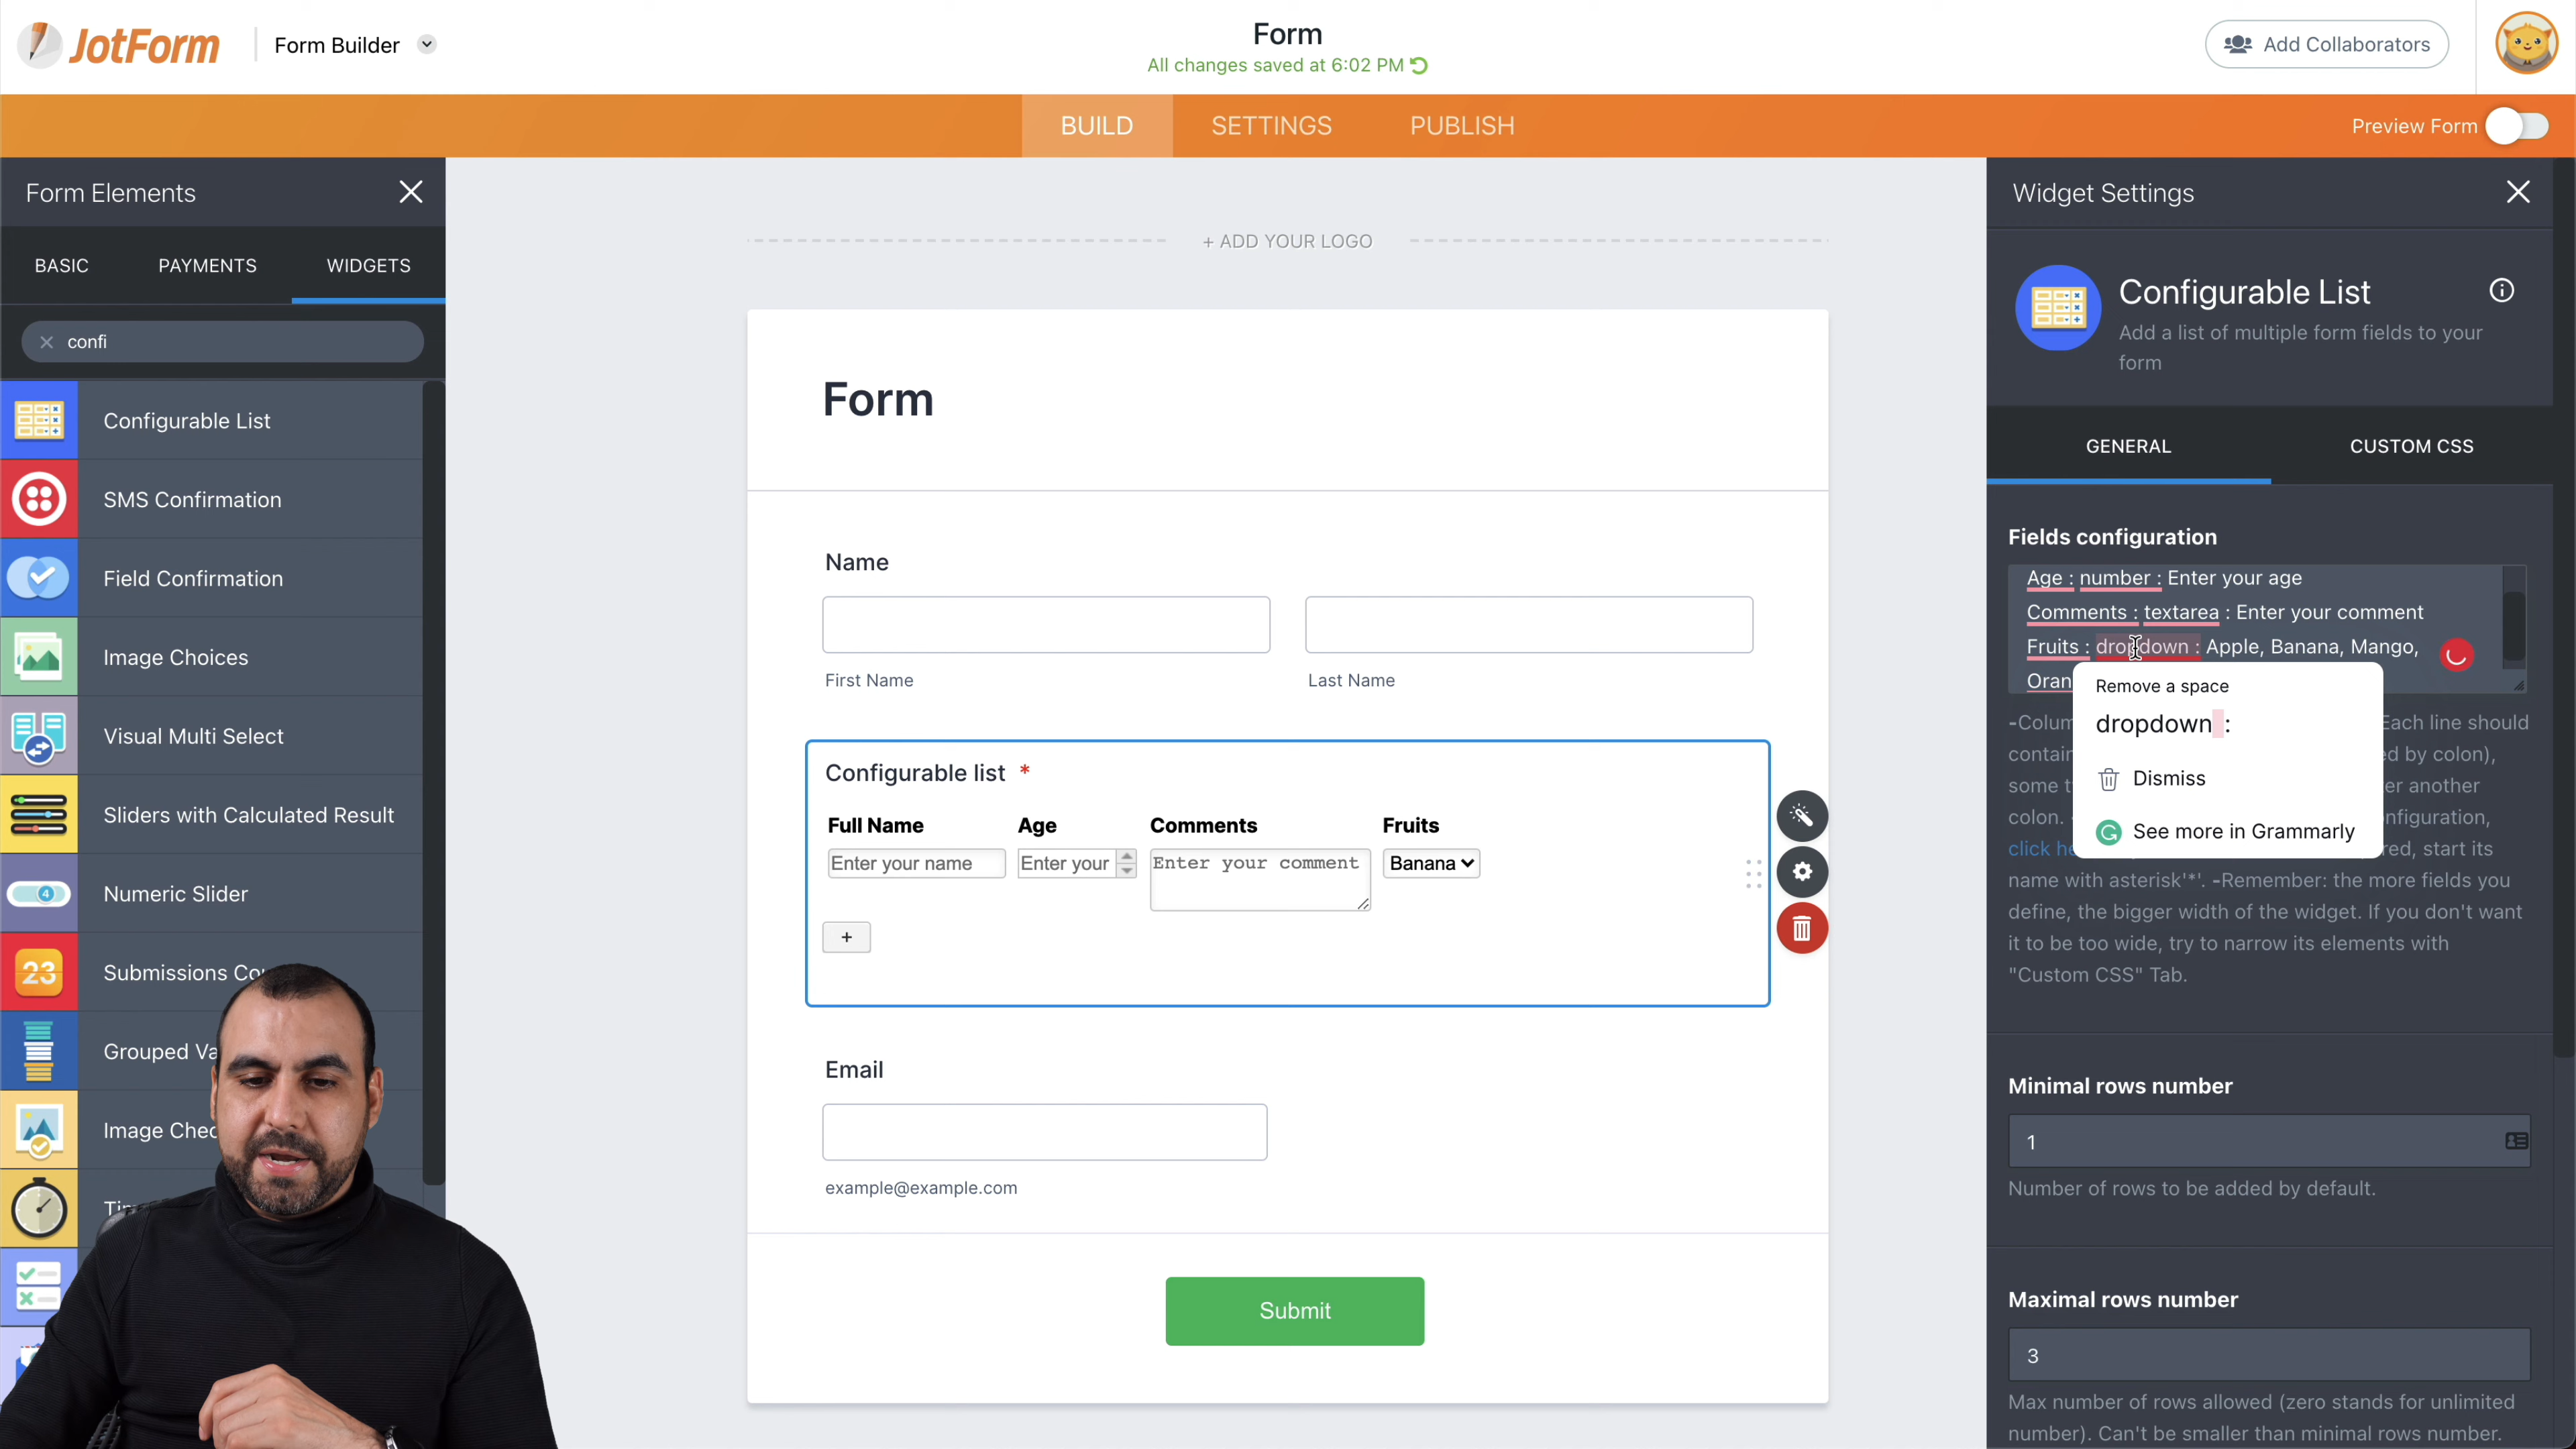 JotForm
Form Builder
Form
All changes saved at 6:02 PM
Add Collaborators
BUILD
SETTINGS
PUBLISH
Preview Form
Form Elements
BASIC
PAYMENTS
WIDGETS
confi
Configurable List
SMS Confirmation
Field Confirmation
Image Choices
Visual Multi Select
Sliders with Calculated Result
Numeric Slider
4
Submissions Cou
23
Grouped Va
Image Chec
+ ADD YOUR LOGO
Form
Name
First Name
Last Name
Configurable list *
Full Name
Age
Comments
Fruits
Enter your name
Enter your
Enter your comment
Banana
+
Email
example@example.com
Submit
Widget Settings
Configurable List
Add a list of multiple form fields to your
form
GENERAL
CUSTOM CSS
Fields configuration
Age : number : Enter your age
Comments : textarea : Enter your comment
Fruits : dropdown : Apple, Banana, Mango,
Oran
Remove a space
dropdown :
Dismiss
See more in Grammarly
-Colum
Each line should
contain
d by colon),
some t
er another
colon.
nfiguration,
click he
red, start its
name with asterisk'*'. -Remember: the more fields you
define, the bigger width of the widget. If you don't want
it to be too wide, try to narrow its elements with
"Custom CSS" Tab.
Minimal rows number
1
Number of rows to be added by default.
Maximal rows number
3
Max number of rows allowed (zero stands for unlimited
number). Can't be smaller than minimal rows number.